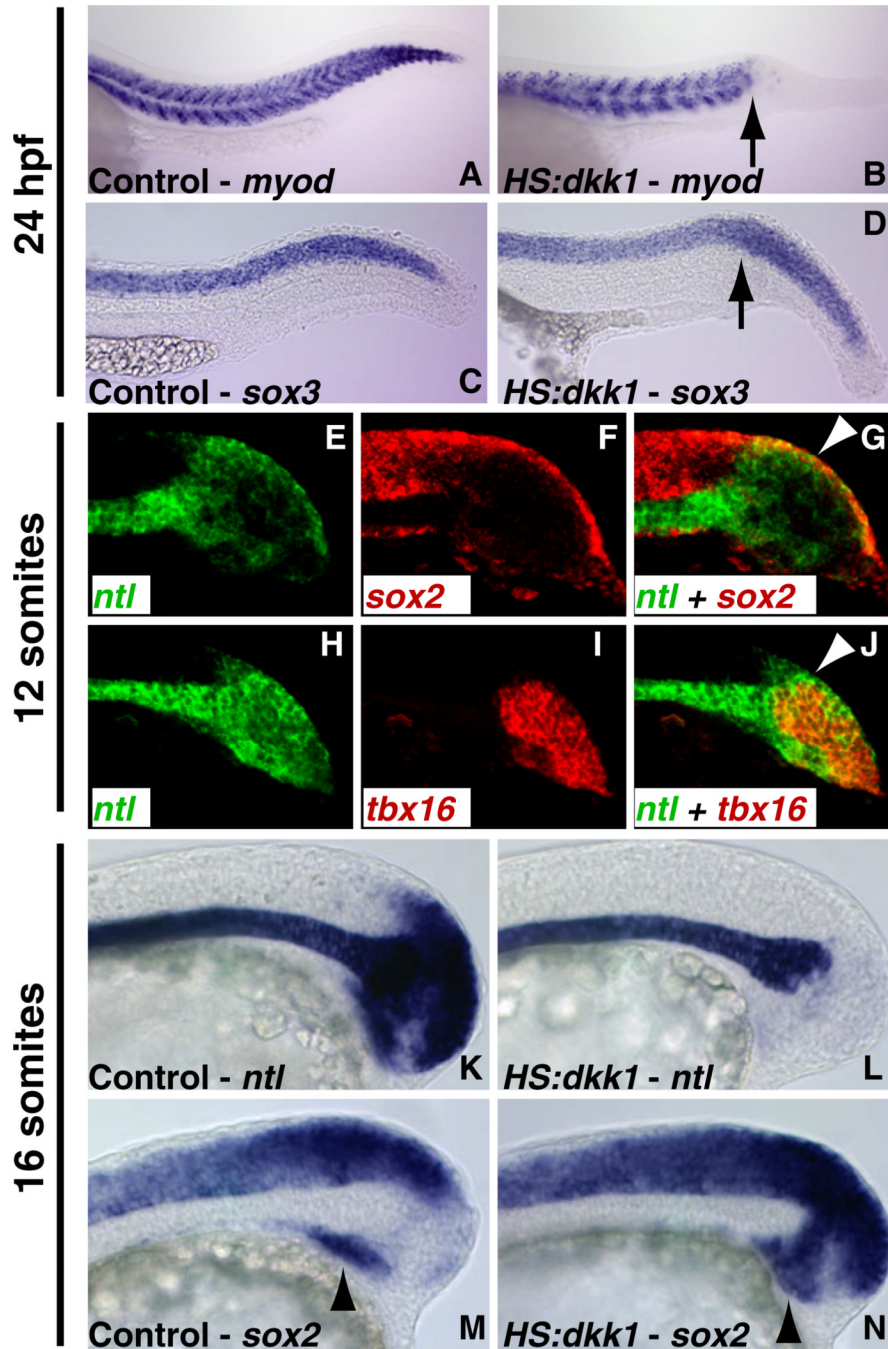 24 hpf
Control - myod A
HS:dkk1 - myod B
Control - sox3 C
HS:dkk1 - sox3 D
12 somites
ntl E
sox2 F
ntl + sox2 G
ntl H
tbx16 I
ntl + tbx16 J
16 somites
Control - ntl K
HS:dkk1 - ntl L
Control - sox2 M
HS:dkk1 - sox2 N